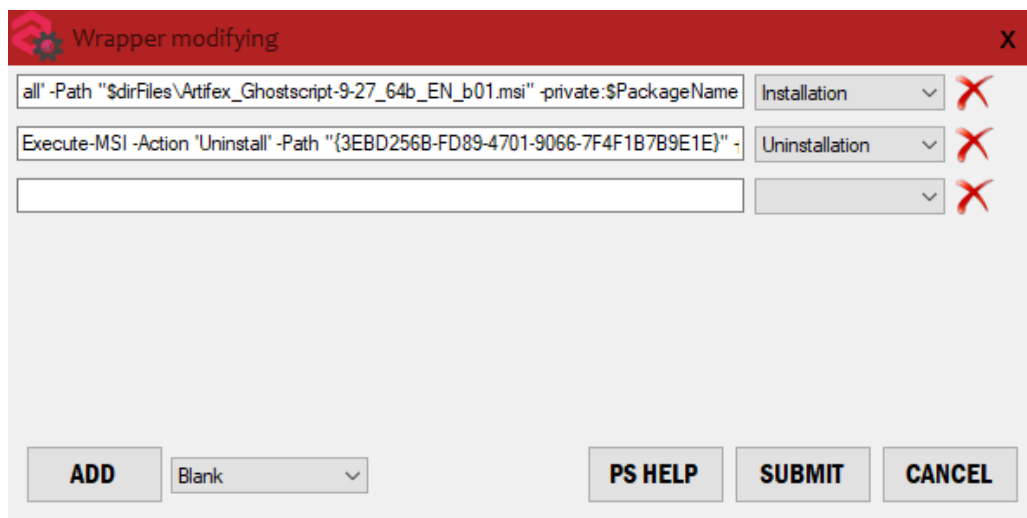 Wrapper modifying
X
all' -Path "$dirFiles\Artifex_Ghostscript-9-27_64b_EN_b01.msi" -private:$PackageName
Installation
Execute-MSI -Action 'Uninstall' -Path "{3EBD256B-FD89-4701-9066-7F4F1B7B9E1E}" -
Uninstallation
ADD
Blank
PS HELP
SUBMIT
CANCEL